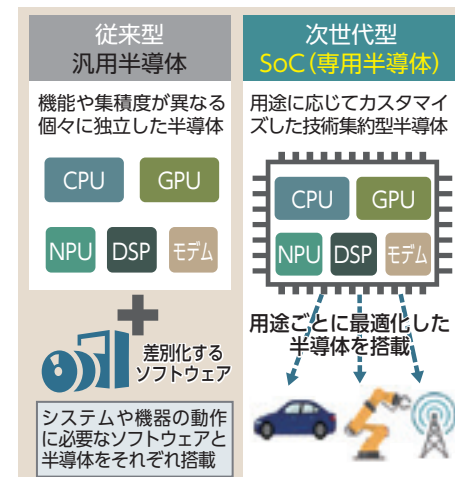 従来型
汎用半導体
機能や集積度が異なる
個々に独立した半導体
CPU
GPU
NPU
DSP
モデム
差別化する
ソフトウェア
システムや機器の動作
に必要なソフトウェアと
半導体をそれぞれ搭載
次世代型
SoC(専用半導体)
用途に応じてカスタマイ
ズした技術集約型半導体
CPU
GPU
NPU
DSP
モデム
用途ごとに最適化した
半導体を搭載